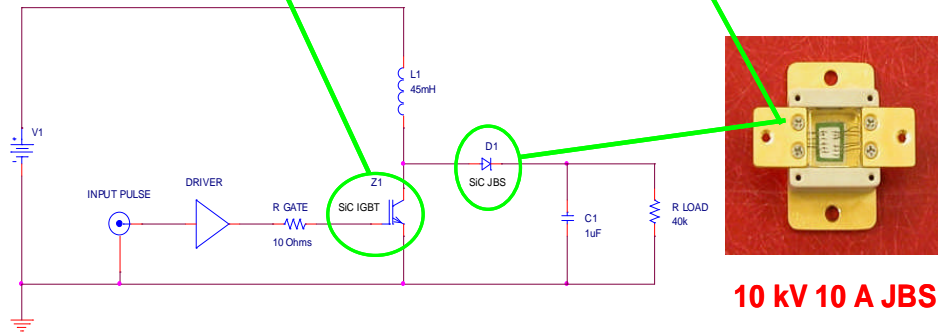 L1
45mH
V1
D1
SiC JBS
Z1
SiC IGBT
INPUT PULSE
DRIVER
R GATE
10 Ohms
C1
1uF
R LOAD
40k
10 kV 10 A JBS